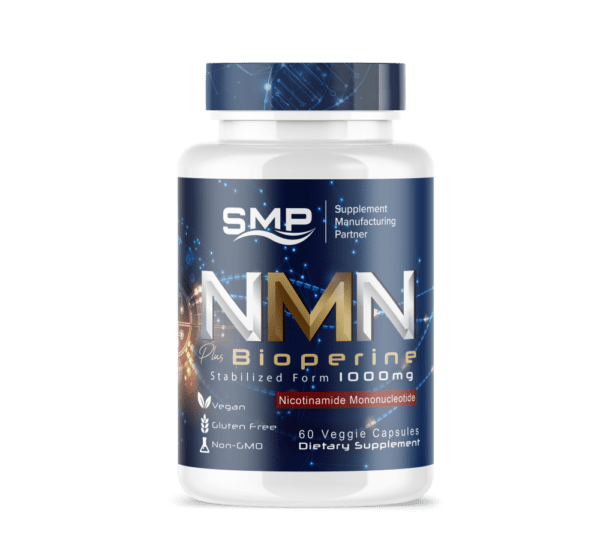 SMP
Supplement
Manufacturing
Partner
NMN
Plus Bioperine
Stabilized Form 1000mg
Nicotinamide Mononucleotide
Vegan
Gluten Free
Non-GMO
60 Veggie Capsules
Dietary Supplement